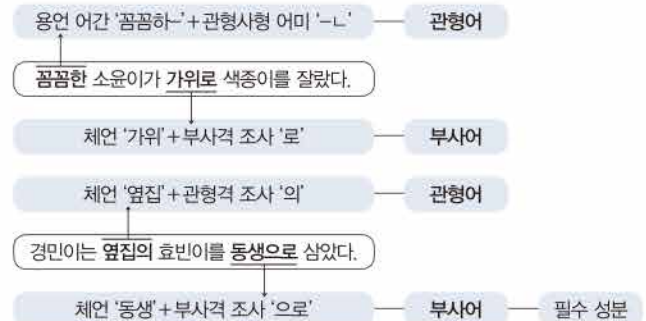 용언 어간 ‘꼼꼼하-’+관형사형 어미 ‘-ㄴ’ 관형어
꼼꼼한 소윤이가 가위로 색종이를 잘랐다.
체언 ‘가위’+부사격 조사 ‘로’ 부사어
체언 ‘옆집’+관형격 조사 ‘의’ 관형어
경민이는 옆집의 효빈이를 동생으로 삼았다.
체언 ‘동생’+부사격 조사 ‘으로’ 부사어 필수 성분